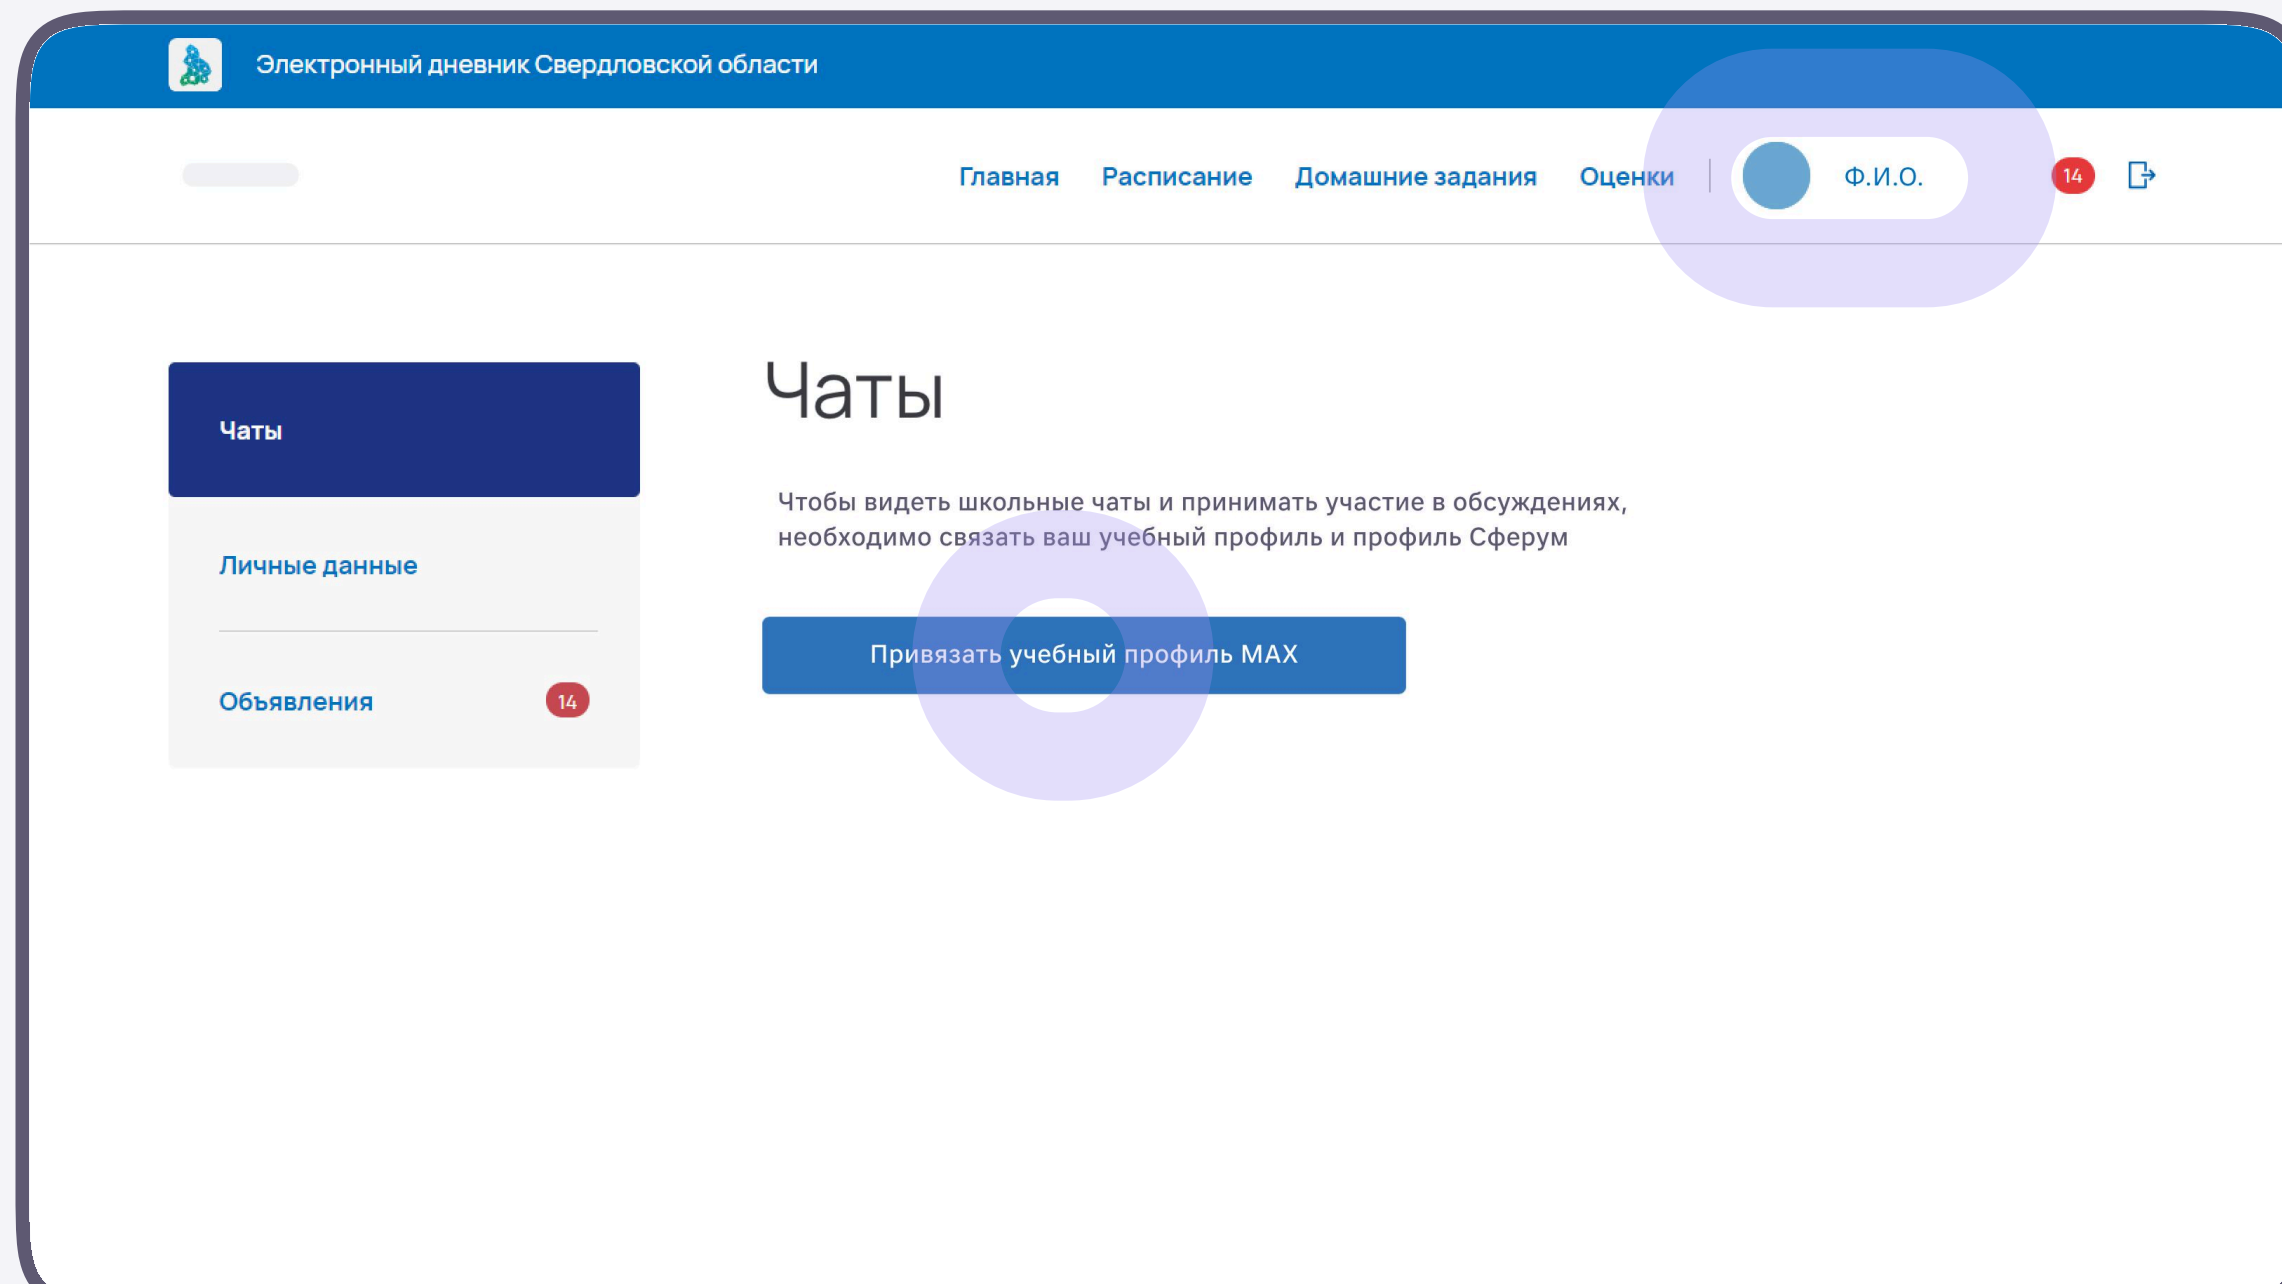 Электронный дневник Свердловской области
Главная Расписание Домашние задания Оценки Ф.И.О. 14
Чаты
Личные данные
Объявления 14
Чаты
Чтобы видеть школьные чаты и принимать участие в обсуждениях,
необходимо связать ваш учебный профиль и профиль Сферум
Привязать учебный профиль MAX